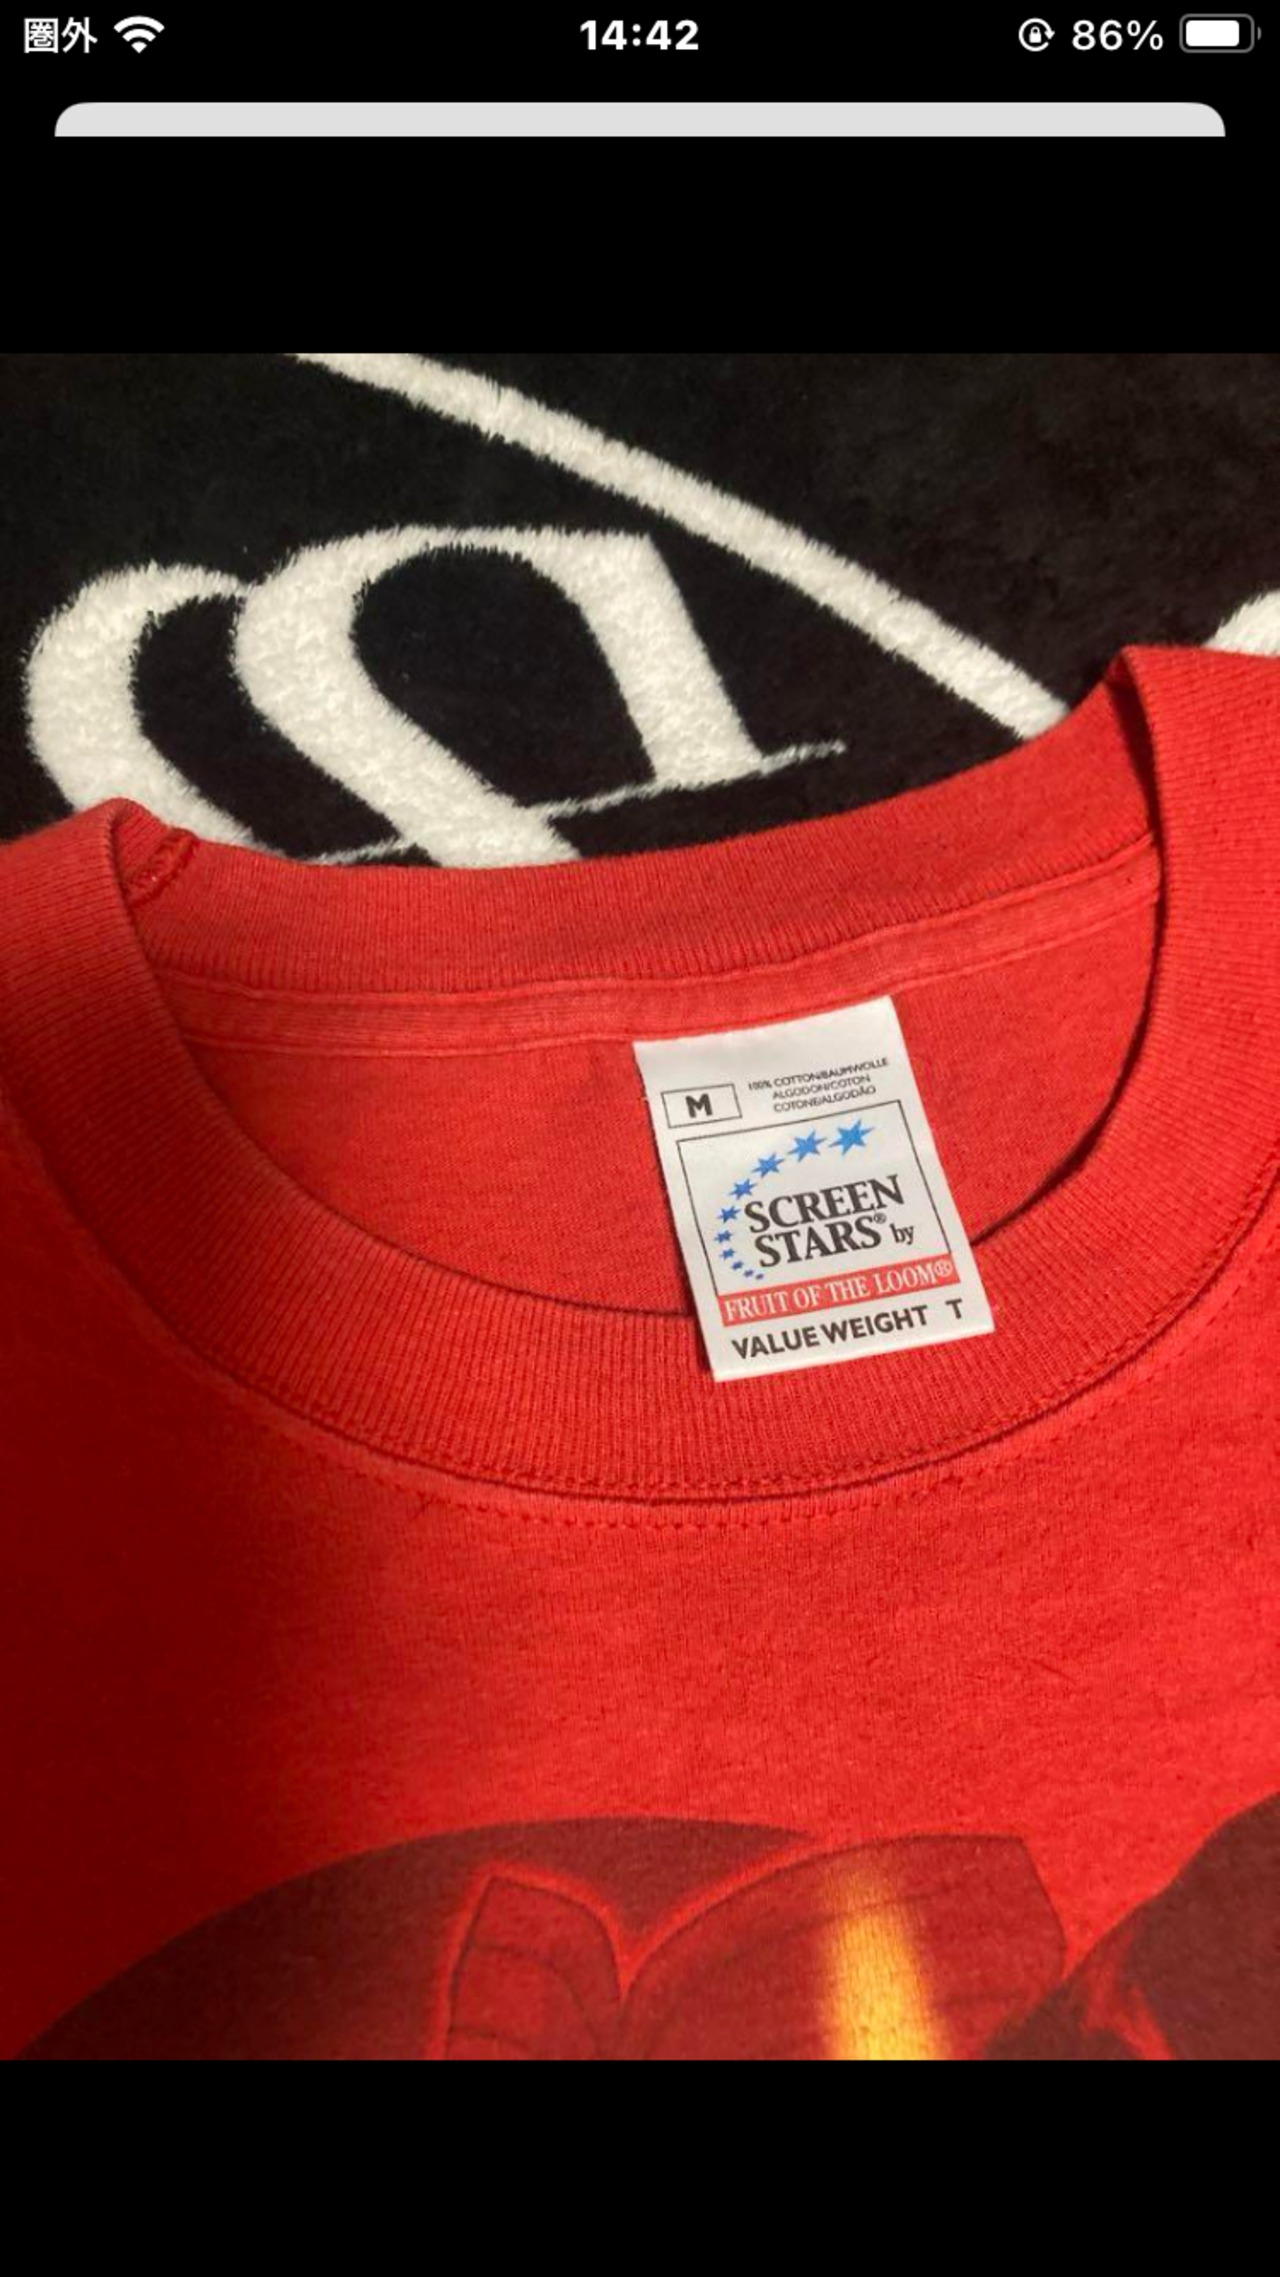 圏外
14:42
86%
M
100% COTTON/BAUMWOLLE
ALGODON/COTON
COTONE/ALGODÃO
SCREEN
STARS® by
FRUIT OF THE LOOM®
VALUE WEIGHT T